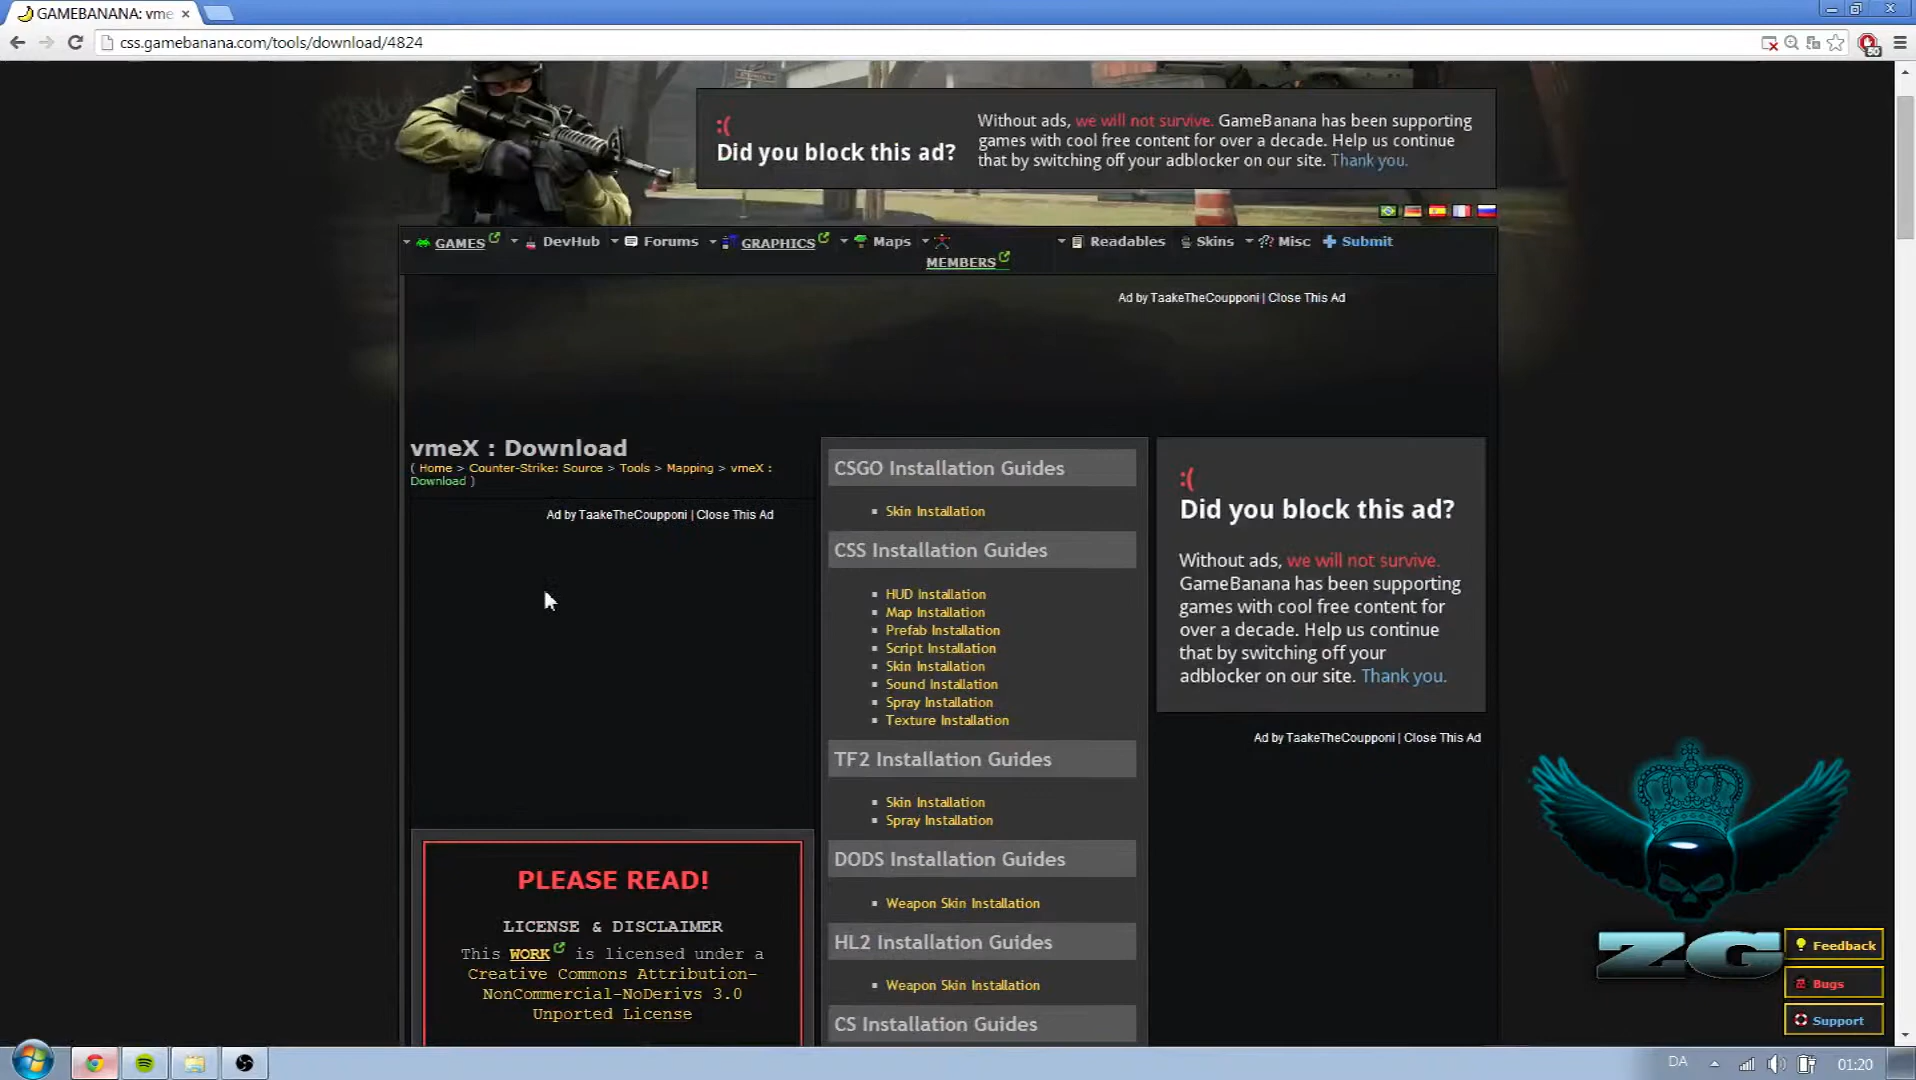 GAMEBANANA: vme
css.gamebanana.com/tools/download/4824
50
:(
Did you block this ad?
Without ads, we will not survive. GameBanana has been supporting
games with cool free content for over a decade. Help us continue
that by switching off your adblocker on our site. Thank you.
GAMES DevHub Forums GRAPHICS Maps MEMBERS Readables Skins Misc Submit
Ad by TaakeTheCoupponi | Close This Ad
vmeX : Download
( Home > Counter-Strike: Source > Tools > Mapping > vmeX :
Download )
Ad by TaakeTheCoupponi | Close This Ad
PLEASE READ!
LICENSE & DISCLAIMER
This WORK is licensed under a
Creative Commons Attribution-
NonCommercial-NoDerivs 3.0
Unported License
CSGO Installation Guides
Skin Installation
CSS Installation Guides
HUD Installation
Map Installation
Prefab Installation
Script Installation
Skin Installation
Sound Installation
Spray Installation
Texture Installation
TF2 Installation Guides
Skin Installation
Spray Installation
DODS Installation Guides
Weapon Skin Installation
HL2 Installation Guides
Weapon Skin Installation
CS Installation Guides
:(
Did you block this ad?
Without ads, we will not survive.
GameBanana has been supporting
games with cool free content for
over a decade. Help us continue
that by switching off your
adblocker on our site. Thank you.
Ad by TaakeTheCoupponi | Close This Ad
ZG
Feedback
Bugs
Support
DA
01:20